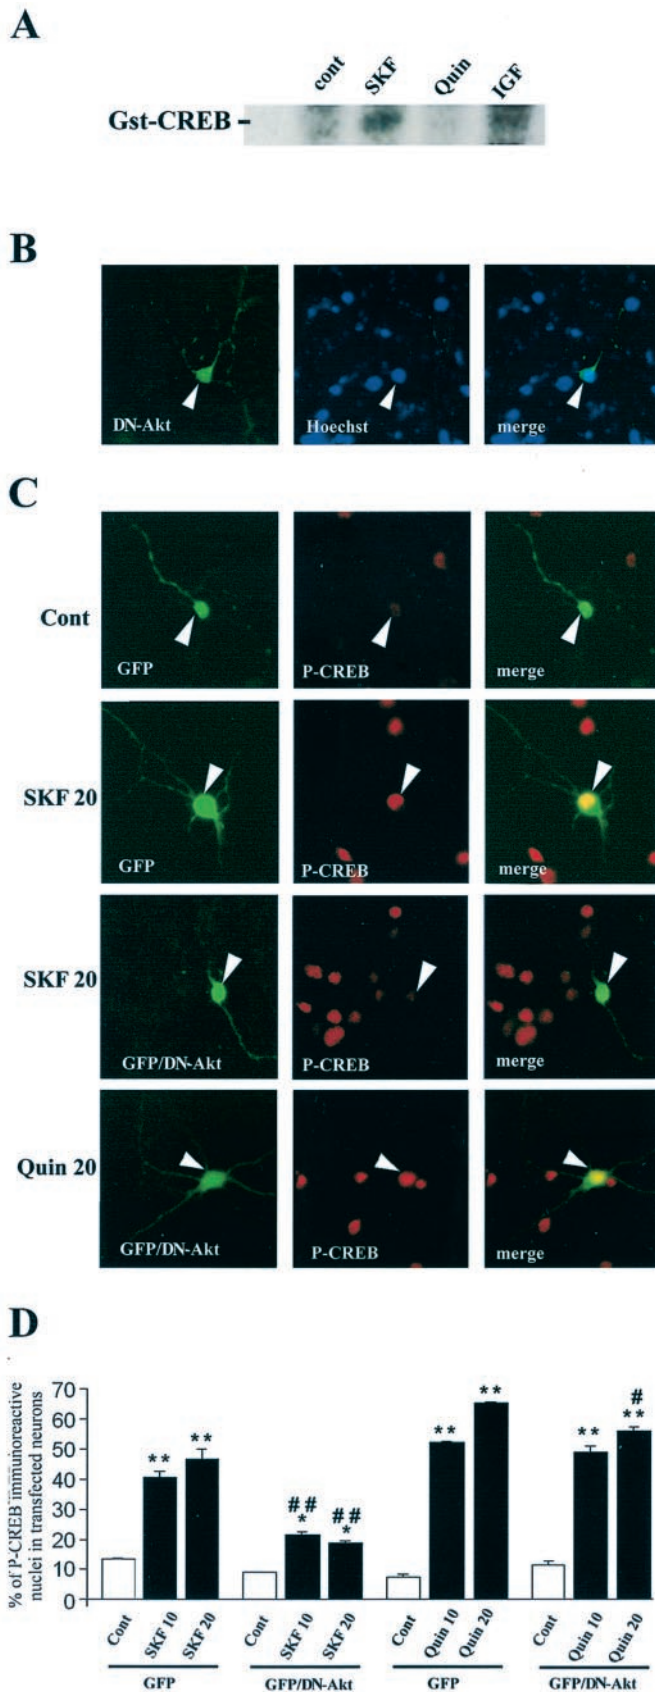 A
cont SKF Quin IGF
Gst-CREB
B
DN-Akt Hoechst merge
C
Cont
GFP P-CREB merge
SKF 20
GFP P-CREB merge
SKF 20
GFP/DN-Akt P-CREB merge
Quin 20
GFP/DN-Akt P-CREB merge
D
% of P-CREB immunoreactive
nuclei in transfected neurons
70
60
50
40
30
20
10
0
** ** ## * ## * ** ** ** # **
Cont SKF 10 SKF 20 Cont SKF 10 SKF 20 Cont Quin 10 Quin 20 Cont Quin 10 Quin 20
GFP GFP/DN-Akt GFP GFP/DN-Akt